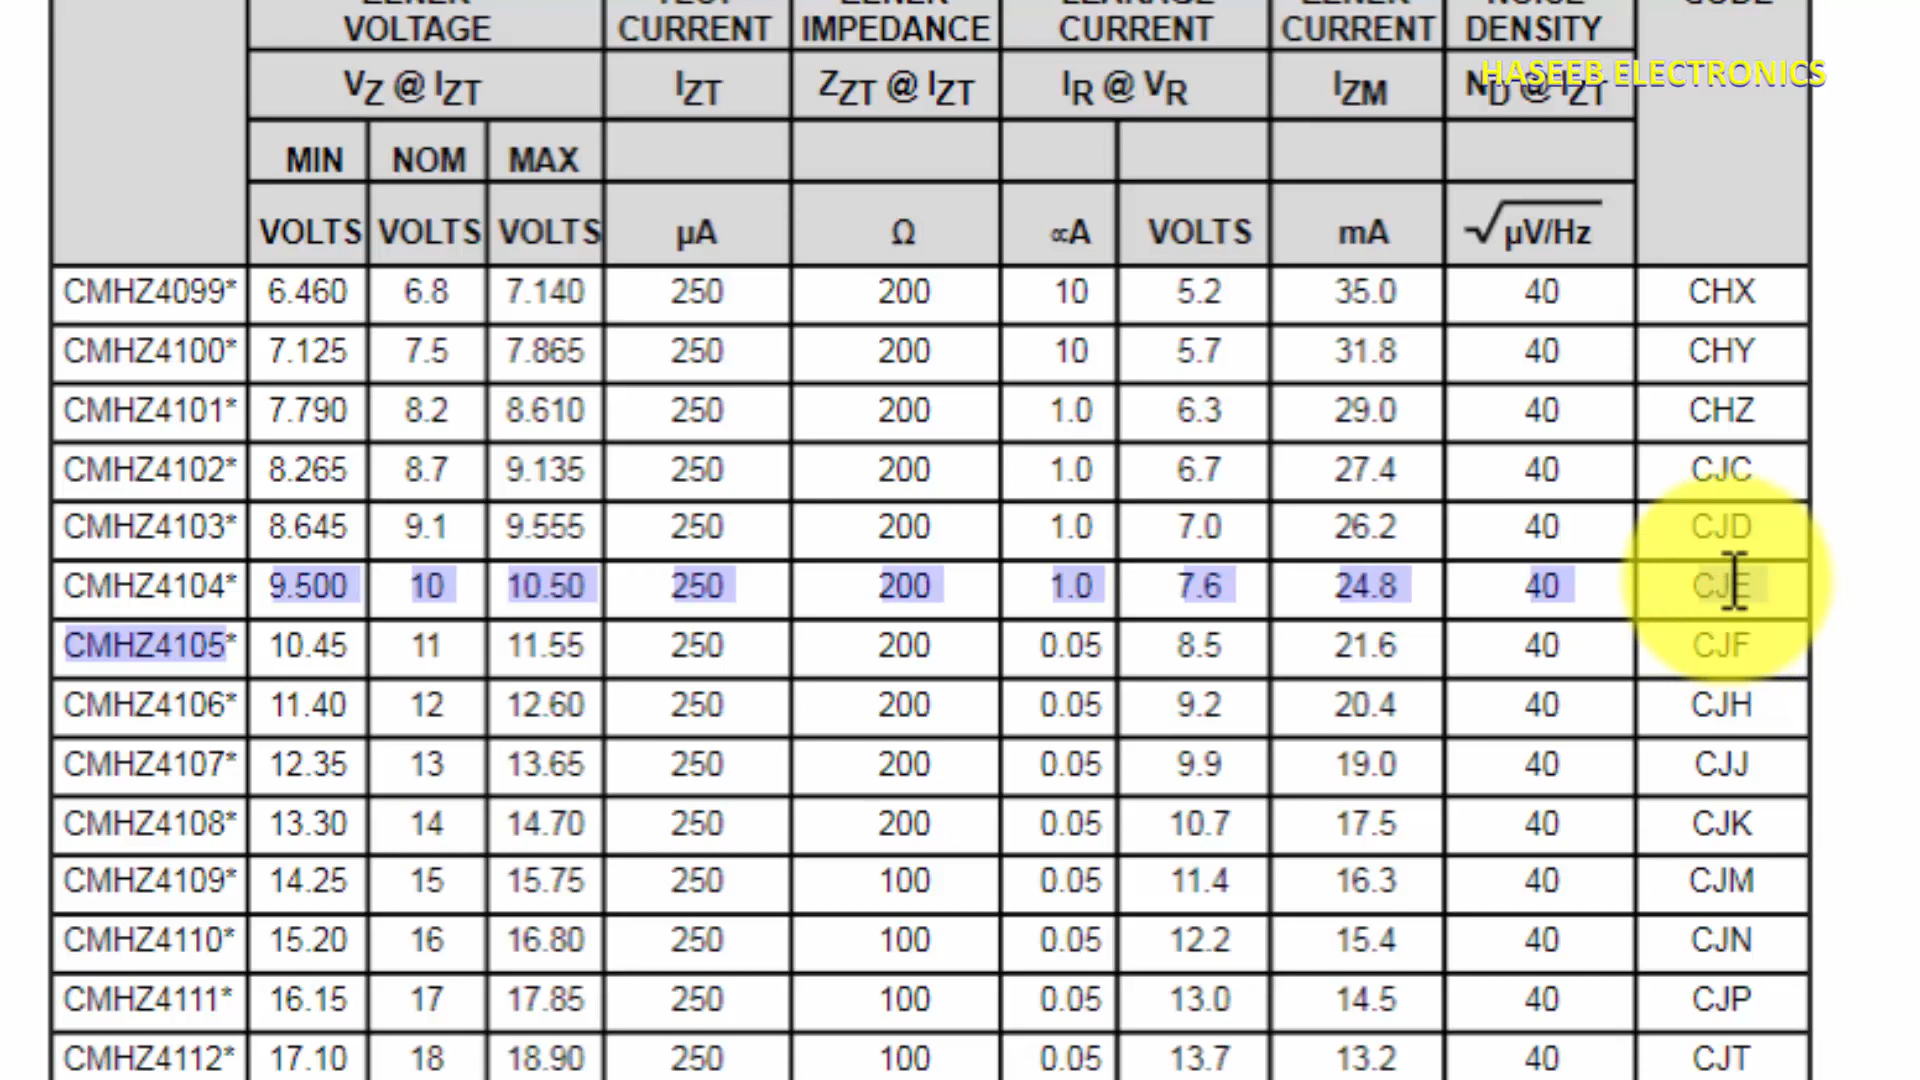 VOLTAGE CURRENT IMPEDANCE CURRENT CURRENT DENSITY
HASEEB ELECTRONICS
VZ @ IZT IZT ZZT @ IZT IR @ VR IZM ND @ IZT
MIN NOM MAX
VOLTS VOLTS VOLTS µA Ω ∝A VOLTS mA √µV/Hz
CMHZ4099* 6.460 6.8 7.140 250 200 10 5.2 35.0 40 CHX
CMHZ4100* 7.125 7.5 7.865 250 200 10 5.7 31.8 40 CHY
CMHZ4101* 7.790 8.2 8.610 250 200 1.0 6.3 29.0 40 CHZ
CMHZ4102* 8.265 8.7 9.135 250 200 1.0 6.7 27.4 40 CJC
CMHZ4103* 8.645 9.1 9.555 250 200 1.0 7.0 26.2 40 CJD
CMHZ4104* 9.500 10 10.50 250 200 1.0 7.6 24.8 40 CJE
CMHZ4105* 10.45 11 11.55 250 200 0.05 8.5 21.6 40 CJF
CMHZ4106* 11.40 12 12.60 250 200 0.05 9.2 20.4 40 CJH
CMHZ4107* 12.35 13 13.65 250 200 0.05 9.9 19.0 40 CJJ
CMHZ4108* 13.30 14 14.70 250 200 0.05 10.7 17.5 40 CJK
CMHZ4109* 14.25 15 15.75 250 100 0.05 11.4 16.3 40 CJM
CMHZ4110* 15.20 16 16.80 250 100 0.05 12.2 15.4 40 CJN
CMHZ4111* 16.15 17 17.85 250 100 0.05 13.0 14.5 40 CJP
CMHZ4112* 17.10 18 18.90 250 100 0.05 13.7 13.2 40 CJT